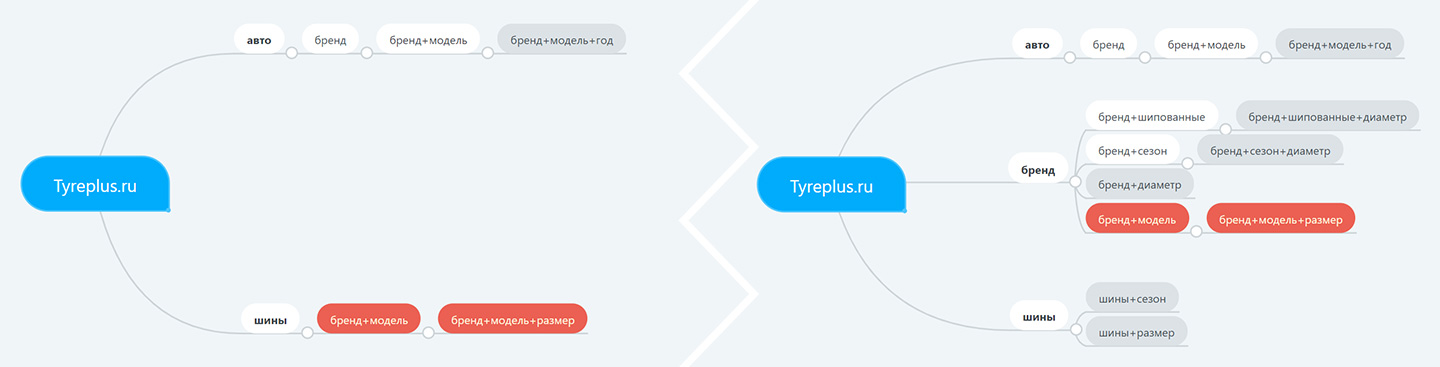 авто бренд бренд+модель бренд+модель+год
Tyreplus.ru
шины бренд+модель бренд+модель+размер
авто бренд бренд+модель бренд+модель+год
бренд+шипованные бренд+шипованные+диаметр
бренд+сезон бренд+сезон+диаметр
бренд
бренд+диаметр
Tyreplus.ru
бренд+модель бренд+модель+размер
шины+сезон
шины
шины+размер